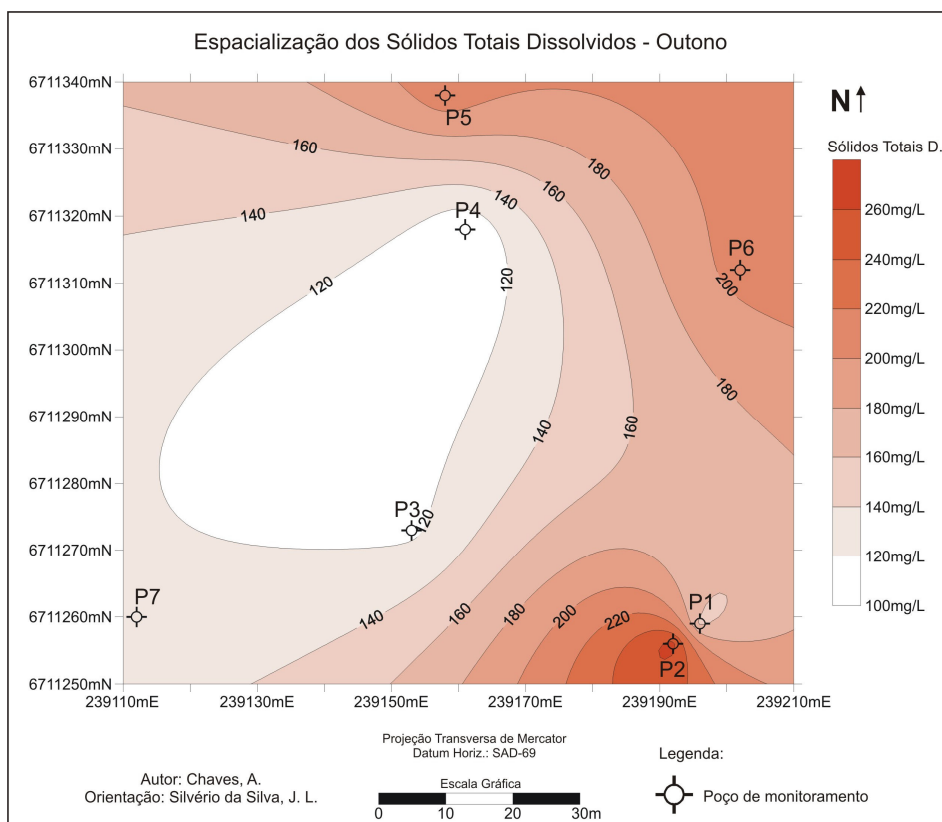 Espacialização dos Sólidos Totais Dissolvidos - Outono
6711340mN
6711330mN
6711320mN
6711310mN
6711300mN
6711290mN
6711280mN
6711270mN
6711260mN
6711250mN
239110mE
239130mE
239150mE
239170mE
239190mE
239210mE
P5
160
180
140
160
140
P4
P6
120
120
200
180
140
160
P3
120
P7
P1
140
160
180
200
220
P2
N
Sólidos Totais D.
260mg/L
240mg/L
220mg/L
200mg/L
180mg/L
160mg/L
140mg/L
120mg/L
100mg/L
Projeção Transversa de Mercator
Datum Horiz.: SAD-69
Autor: Chaves, A.
Orientação: Silvério da Silva, J. L.
Escala Gráfica
0 10 20 30m
Legenda:
Poço de monitoramento